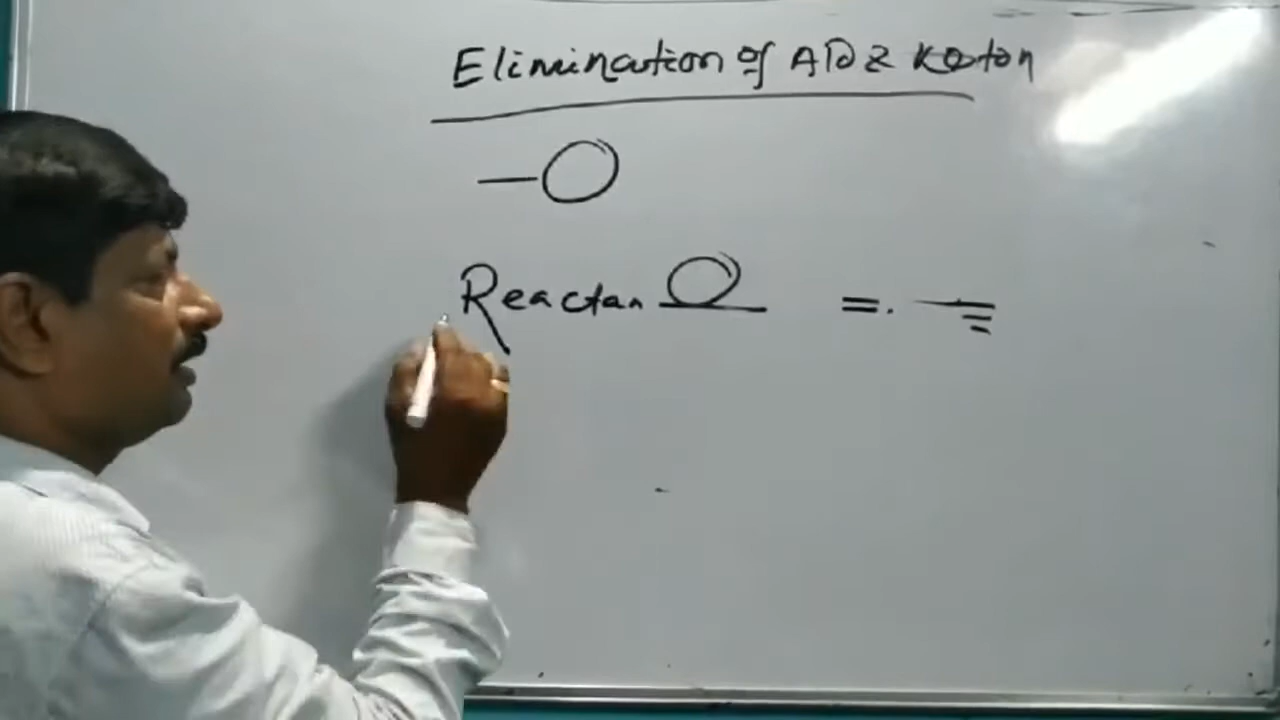 Elimination of Ald & Keton
—O
Reactan O = . —